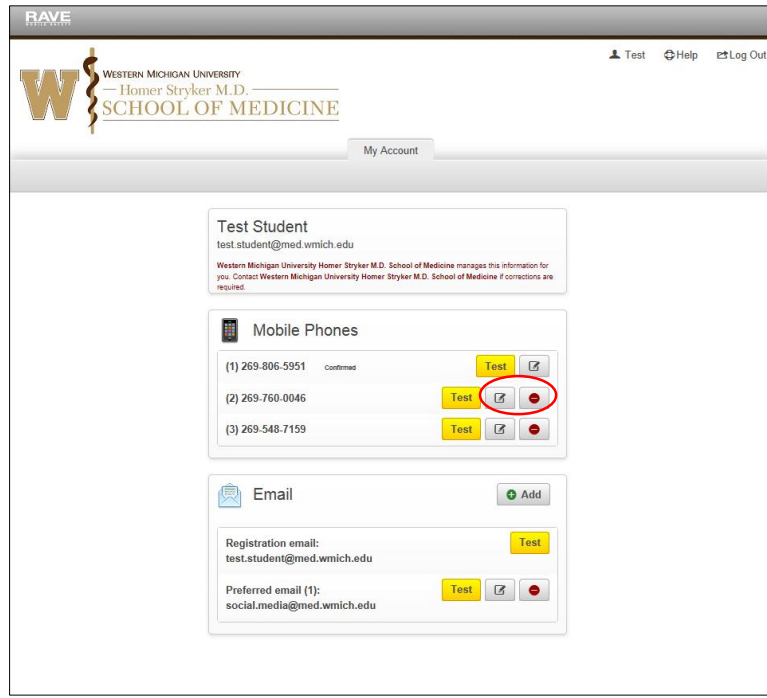 RAVE
MOBILE SAFETY
Test Help Log Out
WESTERN MICHIGAN UNIVERSITY
Homer Stryker M.D.
SCHOOL OF MEDICINE
My Account
Test Student
test.student@med.wmich.edu
Western Michigan University Homer Stryker M.D. School of Medicine manages this information for
you. Contact Western Michigan University Homer Stryker M.D. School of Medicine if corrections are
required.
Mobile Phones
(1) 269-806-5951 Confirmed Test
(2) 269-760-0046 Test
(3) 269-548-7159 Test
Email Add
Registration email: Test
test.student@med.wmich.edu
Preferred email (1): Test
social.media@med.wmich.edu